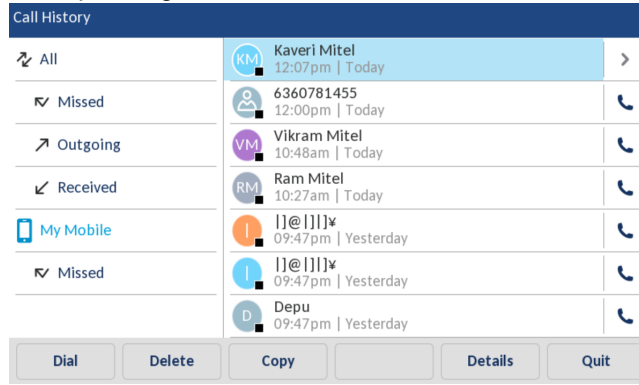 Call History
All
Missed
Outgoing
Received
My Mobile
Missed
KM Kaveri Mitel
12:07pm | Today
6360781455
12:00pm | Today
VM Vikram Mitel
10:48am | Today
RM Ram Mitel
10:27am | Today
| |]@|]|]¥
09:47pm | Yesterday
| |]@|]|]¥
09:47pm | Yesterday
D Depu
09:47pm | Yesterday
Dial Delete Copy Details Quit